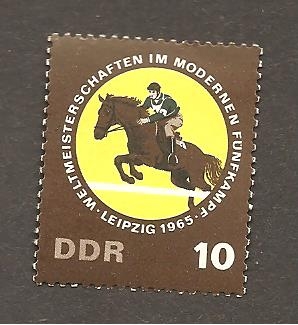 WELTMEISTERSCHAFTEN IM MODERNEN FÜNFKAMPF · LEIPZIG 1965 ·
DDR 10